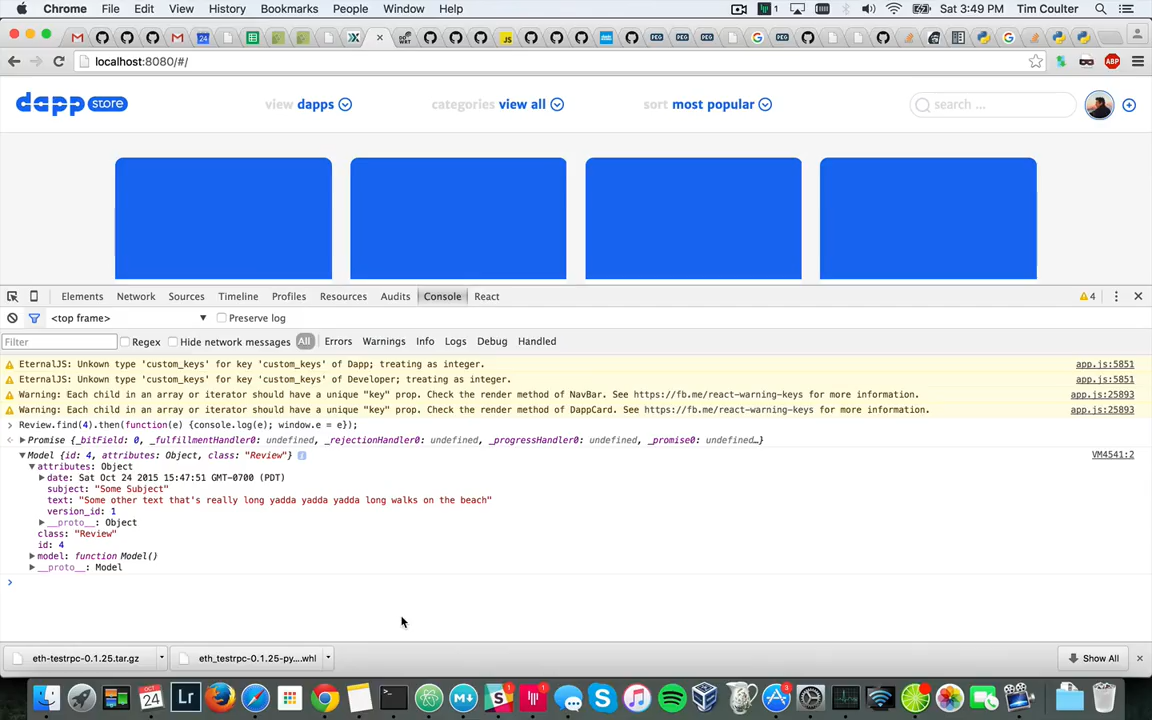 Chrome File Edit View History Bookmarks People Window Help 1 Sat 3:49 PM Tim Coulter
localhost:8080/#/
ABP
dapp store view dapps categories view all sort most popular search ...
Elements Network Sources Timeline Profiles Resources Audits Console React 4
<top frame> Preserve log
Filter Regex Hide network messages All Errors Warnings Info Logs Debug Handled
EternalJS: Unkown type 'custom_keys' for key 'custom_keys' of Dapp; treating as integer. app.js:5851
EternalJS: Unkown type 'custom_keys' for key 'custom_keys' of Developer; treating as integer. app.js:5851
Warning: Each child in an array or iterator should have a unique "key" prop. Check the render method of NavBar. See https://fb.me/react-warning-keys for more information. app.js:25893
Warning: Each child in an array or iterator should have a unique "key" prop. Check the render method of DappCard. See https://fb.me/react-warning-keys for more information. app.js:25893
Review.find(4).then(function(e) {console.log(e); window.e = e});
Promise {_bitField: 0, _fulfillmentHandler0: undefined, _rejectionHandler0: undefined, _progressHandler0: undefined, _promise0: undefined…}
Model {id: 4, attributes: Object, class: "Review"} VM4541:2
attributes: Object
date: Sat Oct 24 2015 15:47:51 GMT-0700 (PDT)
subject: "Some Subject"
text: "Some other text that's really long yadda yadda yadda long walks on the beach"
version_id: 1
__proto__: Object
class: "Review"
id: 4
model: function Model()
__proto__: Model
eth-testrpc-0.1.25.tar.gz eth_testrpc-0.1.25-py....whl Show All